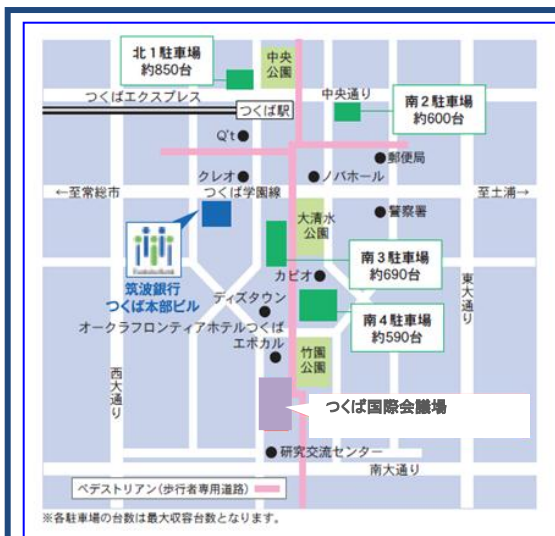 北1駐車場
約850台
中央
公園
つくばエクスプレス
中央通り
南2駐車場
約600台
つくば駅
Q't
郵便局
クレオ
ノバホール
←至常総市
つくば学園線
至土浦→
大清水
公園
警察署
筑波銀行
つくば本部ビル
南3駐車場
約690台
カピオ
東大通り
デイズタウン
オークラフロンティアホテルつくば
エポカル
南4駐車場
約590台
竹園
公園
西大通り
つくば国際会議場
研究交流センター
南大通り
ペデストリアン(歩行者専用道路)
※各駐車場の台数は最大収容台数となります。